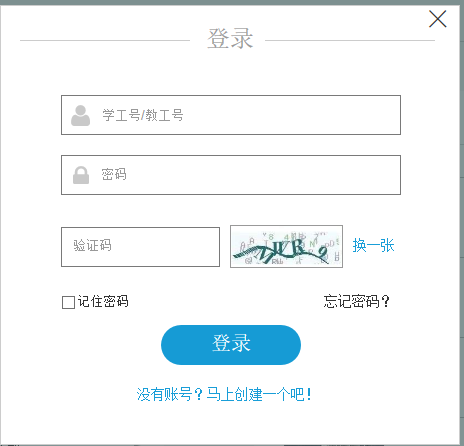 登录
学工号/教工号
密码
验证码
换一张
记住密码
忘记密码？
登录
没有账号？马上创建一个吧！